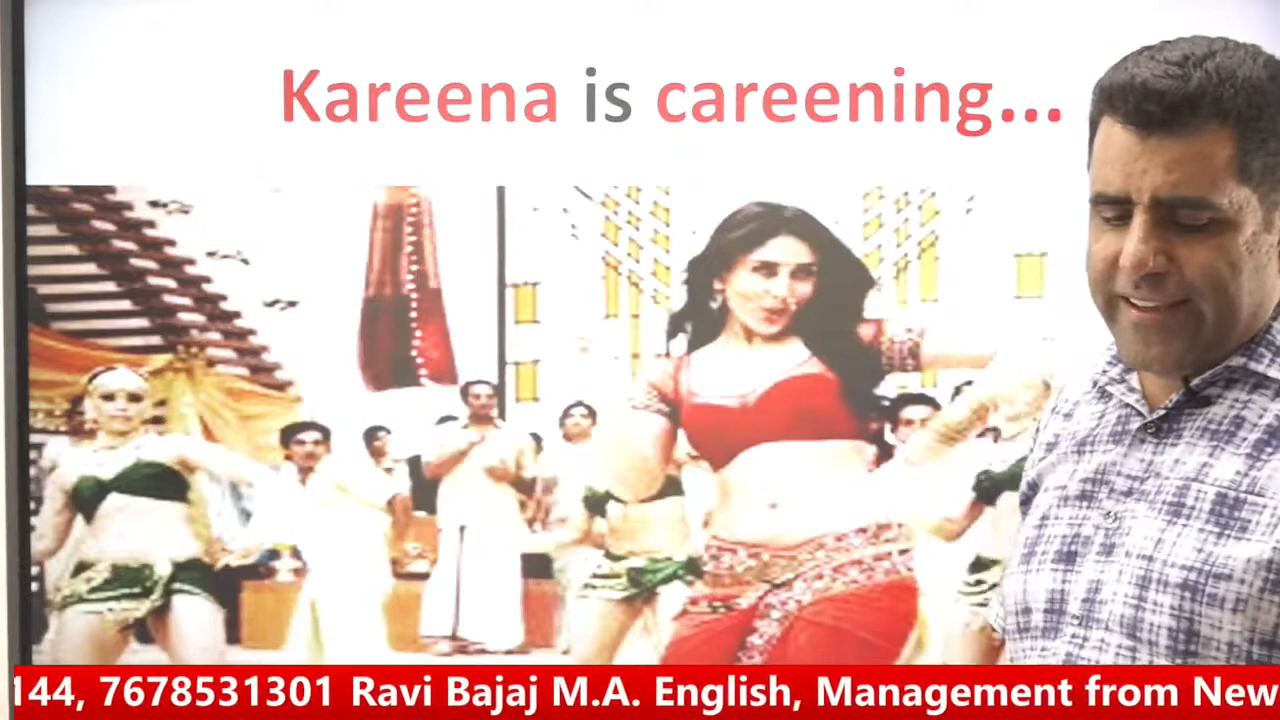 Kareena is careening...
144, 7678531301 Ravi Bajaj M.A. English, Management from New